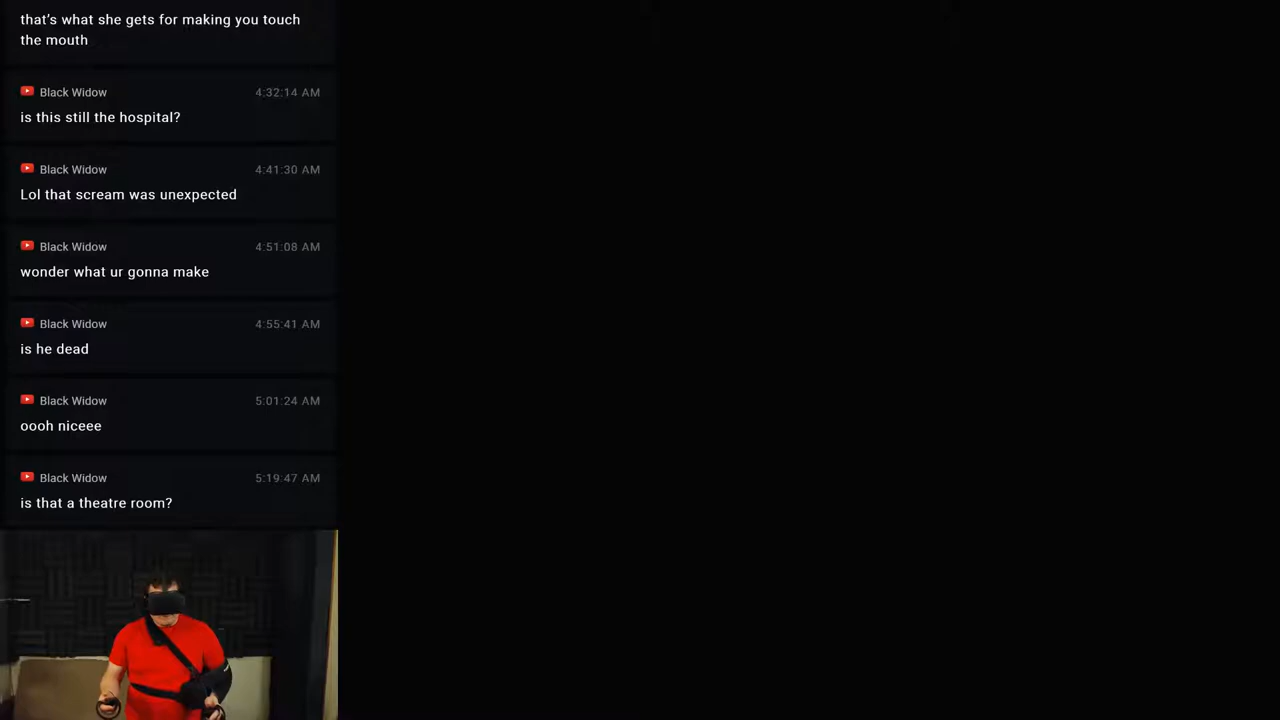 that’s what she gets for making you touch
the mouth
Black Widow 4:32:14 AM
is this still the hospital?
Black Widow 4:41:30 AM
Lol that scream was unexpected
Black Widow 4:51:08 AM
wonder what ur gonna make
Black Widow 4:55:41 AM
is he dead
Black Widow 5:01:24 AM
oooh niceee
Black Widow 5:19:47 AM
is that a theatre room?